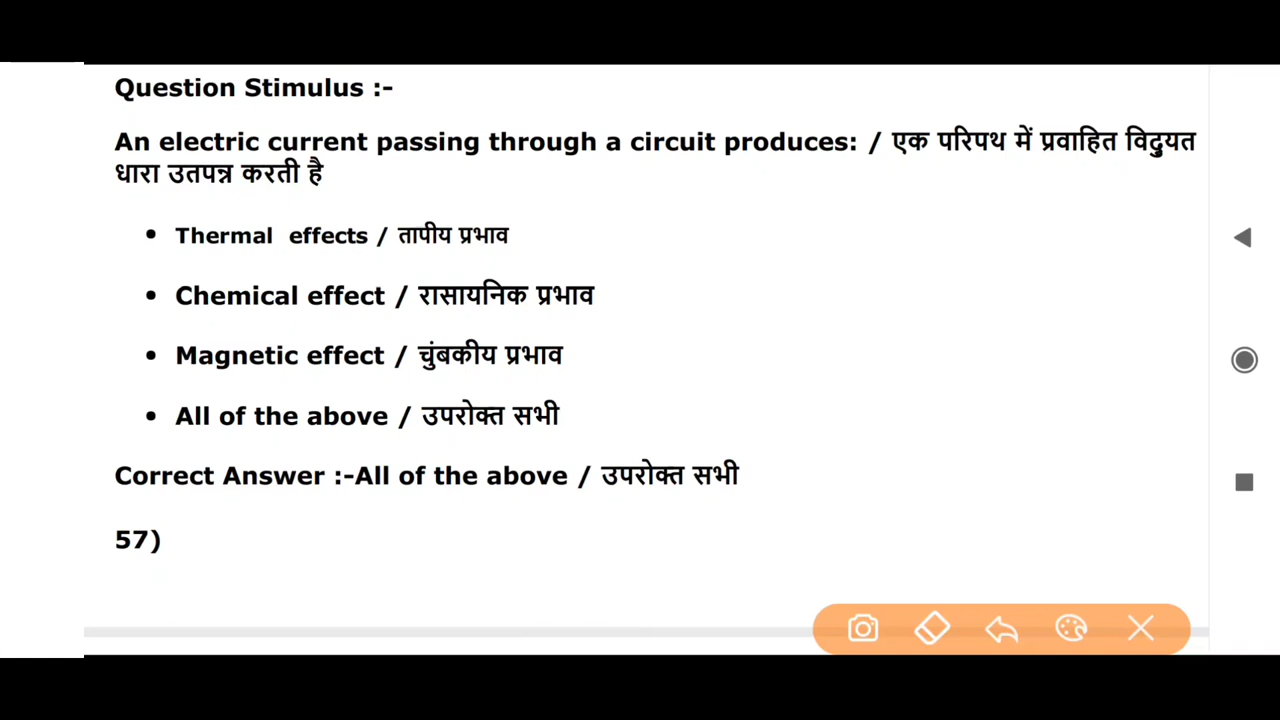 Question Stimulus :-
An electric current passing through a circuit produces: / एक परिपथ में प्रवाहित विदुयत
धारा उतपन्न करती है
• Thermal effects / तापीय प्रभाव
• Chemical effect / रासायनिक प्रभाव
• Magnetic effect / चुंबकीय प्रभाव
• All of the above / उपरोक्त सभी
Correct Answer :-All of the above / उपरोक्त सभी
57)